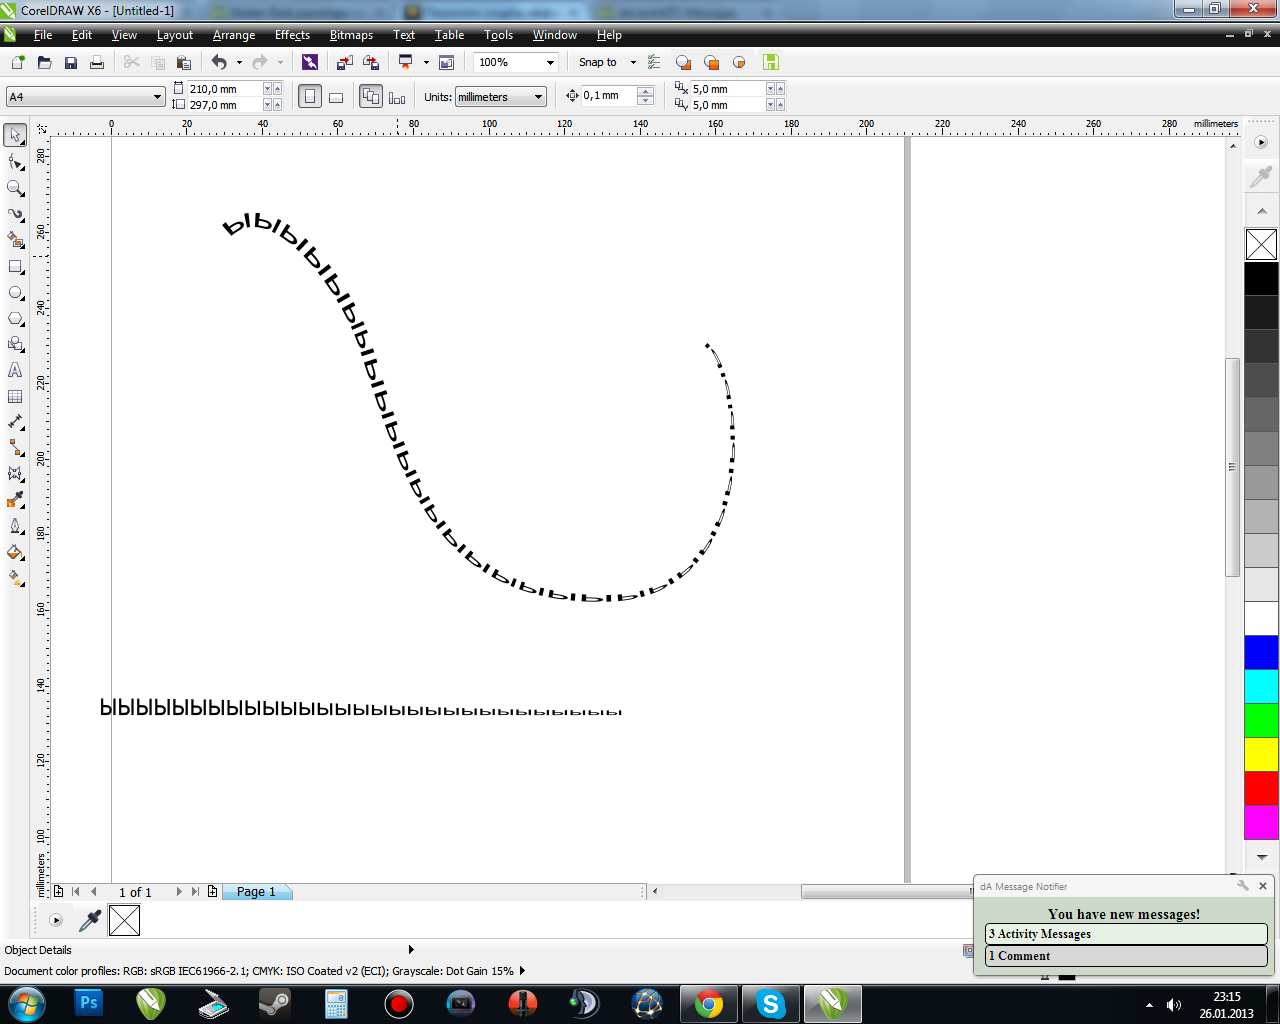 CorelDRAW X6 - [Untitled-1]
File Edit View Layout Arrange Effects Bitmaps Text Table Tools Window Help
100% Snap to
A4 210,0 mm 297,0 mm Units: millimeters 0,1 mm 5,0 mm 5,0 mm
0 20 40 60 80 100 120 140 160 180 200 220 240 260 280 millimeters
280
260
240
220
200
180
160
140
120
100
millimeters
ЫЫЫЫЫЫЫЫЫЫЫЫЫЫЫЫЫЫЫЫЫЫЫЫЫЫЫЫЫ
1 of 1 Page 1
dA Message Notifier
You have new messages!
3 Activity Messages
1 Comment
Object Details
Document color profiles: RGB: sRGB IEC61966-2.1; CMYK: ISO Coated v2 (ECI); Grayscale: Dot Gain 15%
Ps
23:15
26.01.2013